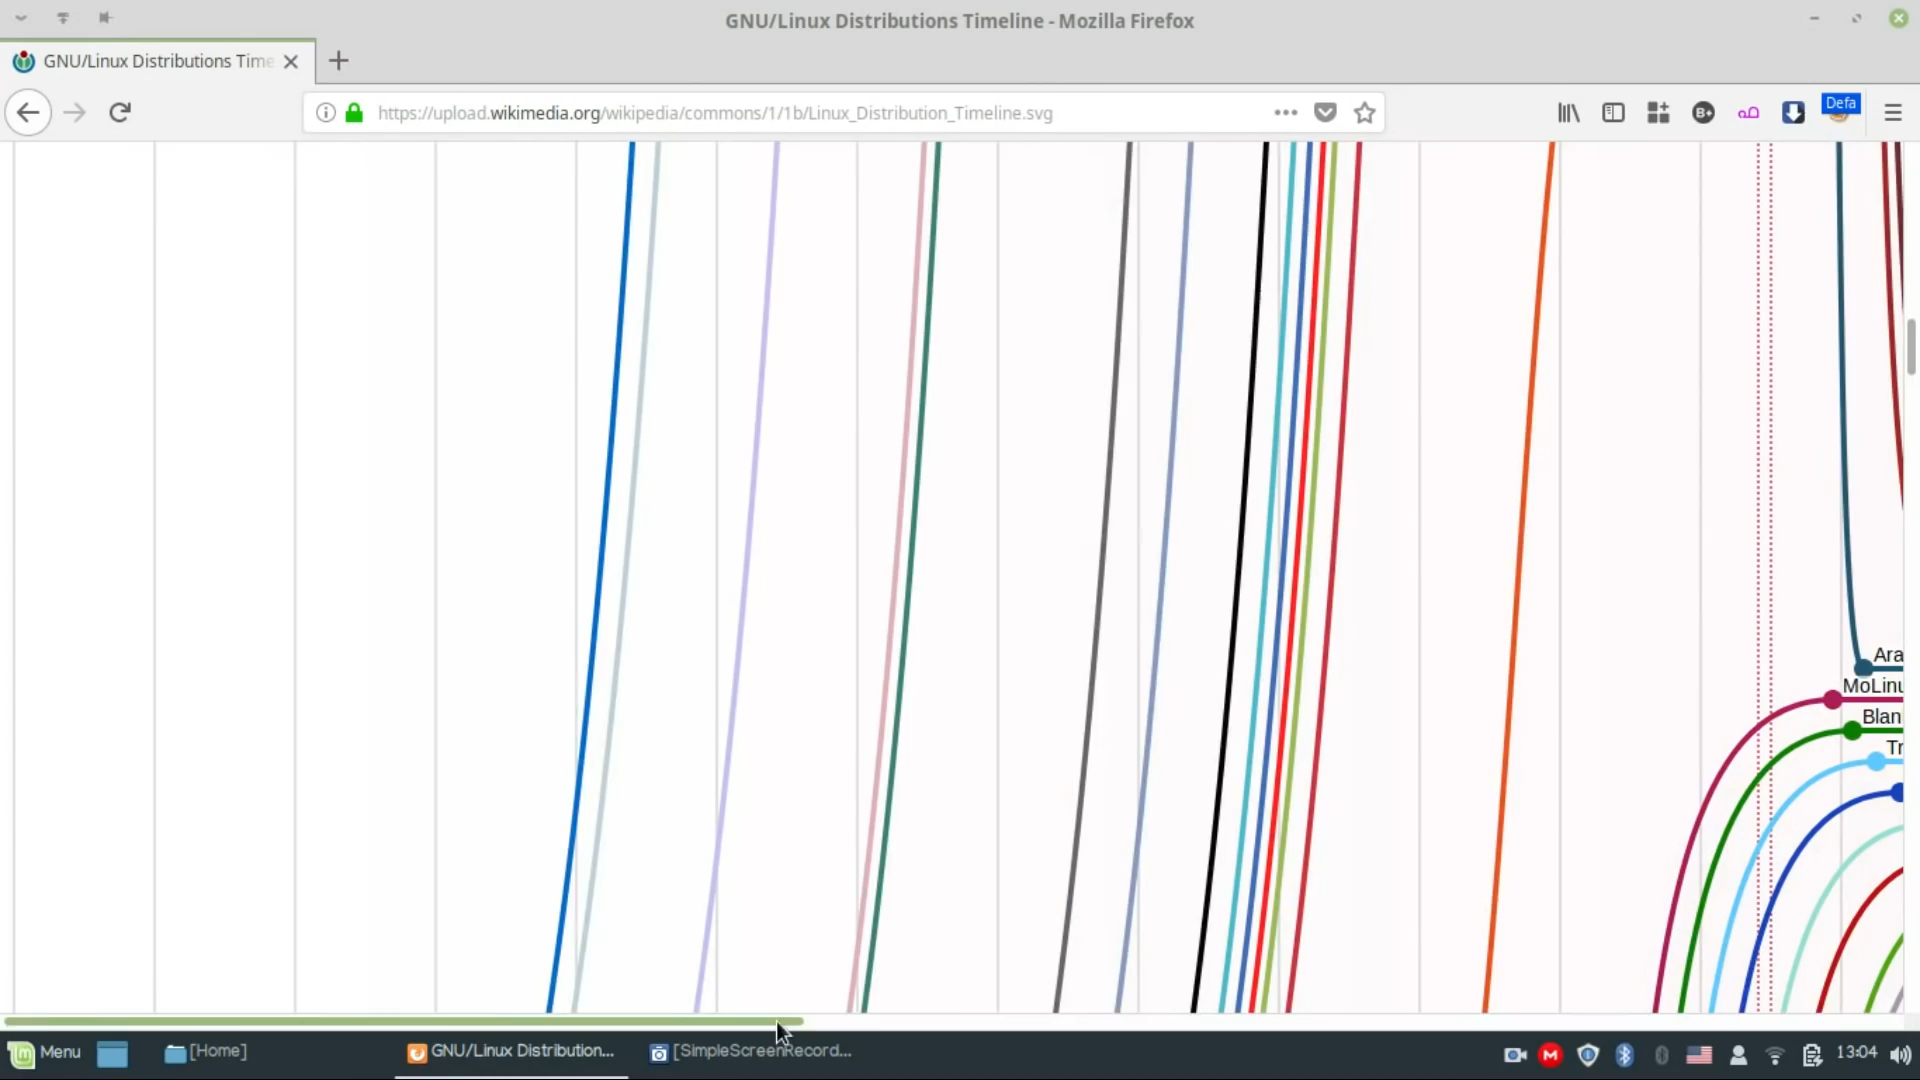 GNU/Linux Distributions Timeline - Mozilla Firefox
GNU/Linux Distributions Time
https://upload.wikimedia.org/wikipedia/commons/1/1b/Linux_Distribution_Timeline.svg
B+
Defa
Ara
MoLinu
Blan
Tr
Menu
[Home]
GNU/Linux Distribution...
[SimpleScreenRecord...
M
13:04